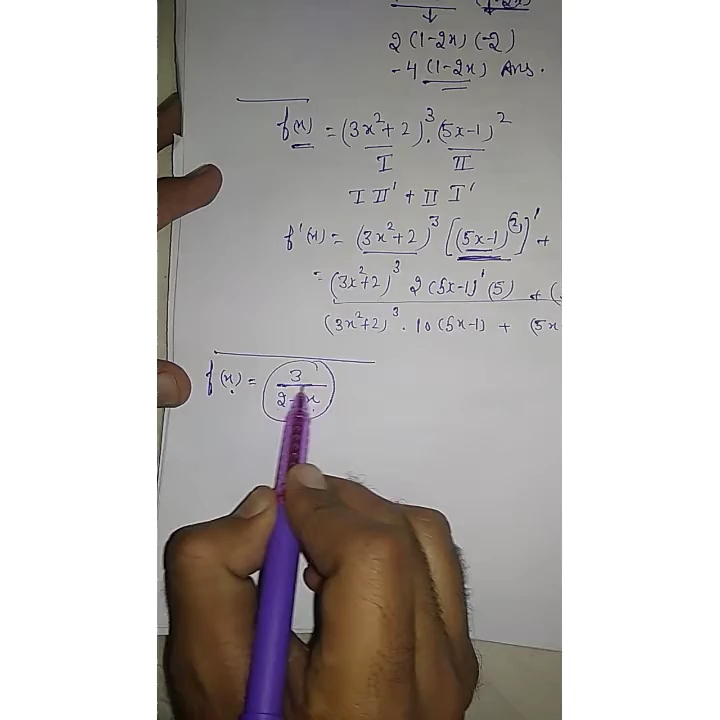 2(1-2x)(-2)
-4(1-2x) Ans.
f(x) = (3x²+2)³.(5x-1)²
I II
I II' + II I'
f'(x) = (3x²+2)³ [(5x-1)²]' +
= (3x²+2)³ 2(5x-1)'(5) + (
(3x²+2)³. 10(5x-1) + (5x
f(x) = 3